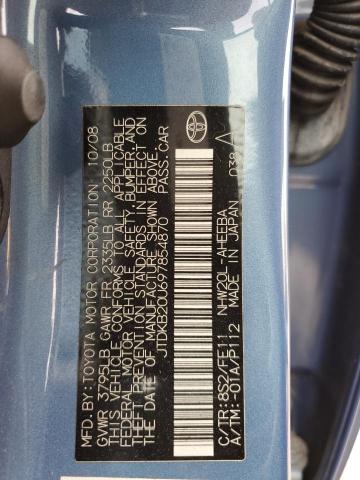 MFD.BY:TOYOTA MOTOR CORPORATION 10/08
GVWR 3795LB GAWR FR 2335LB RR 2250LB
THIS VEHICLE CONFORMS TO ALL APPLICABLE
FEDERAL MOTOR VEHICLE SAFETY, BUMPER, AND
THEFT PREVENTION STANDARDS IN EFFECT ON
THE DATE OF MANUFACTURE SHOWN ABOVE.
JTDKB20U697854870 PASS.CAR
C/TR:8S2/FE11 NHW20L-AHEEBA
A/TM:-01A/P112 MADE IN JAPAN 038 A